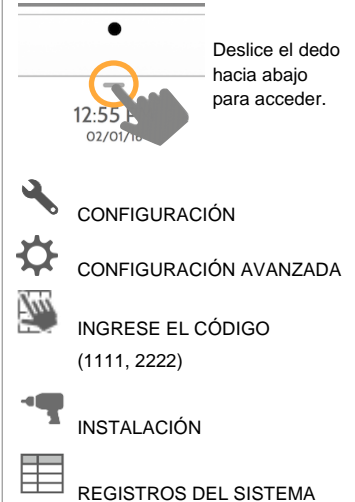 Deslice el dedo
hacia abajo
para acceder.
12:55 P
02/01/18
CONFIGURACIÓN
CONFIGURACIÓN AVANZADA
INGRESE EL CÓDIGO
(1111, 2222)
INSTALACIÓN
REGISTROS DEL SISTEMA